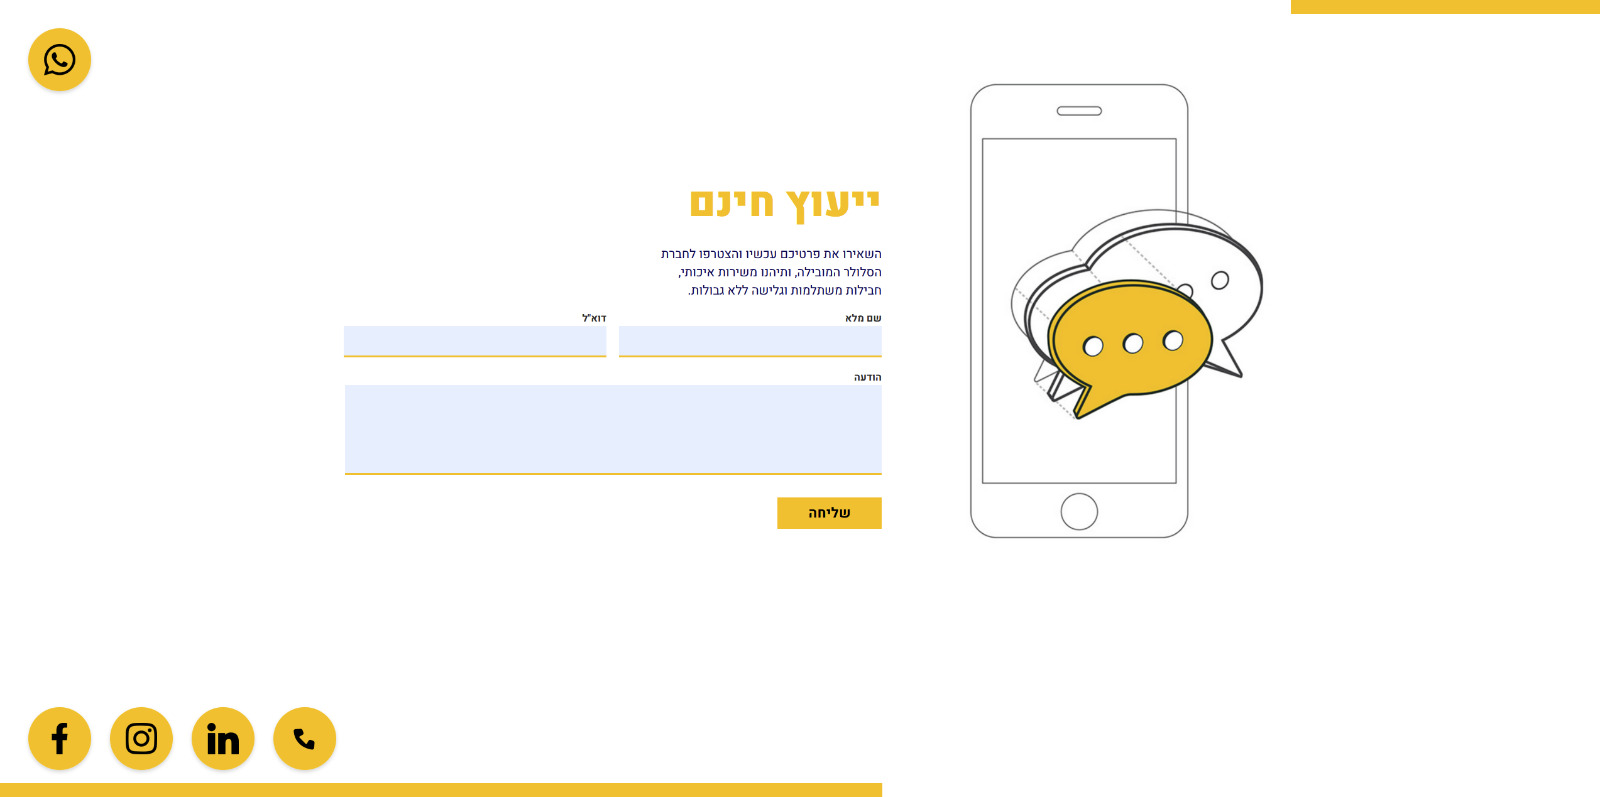 ייעוץ חינם
השאירו את פרטיכם עכשיו והצטרפו לחברת
הסלולר המובילה, ותיהנו משירות איכותי,
חבילות משתלמות וגלישה ללא גבולות.
שם מלא
דוא"ל
הודעה
שליחה